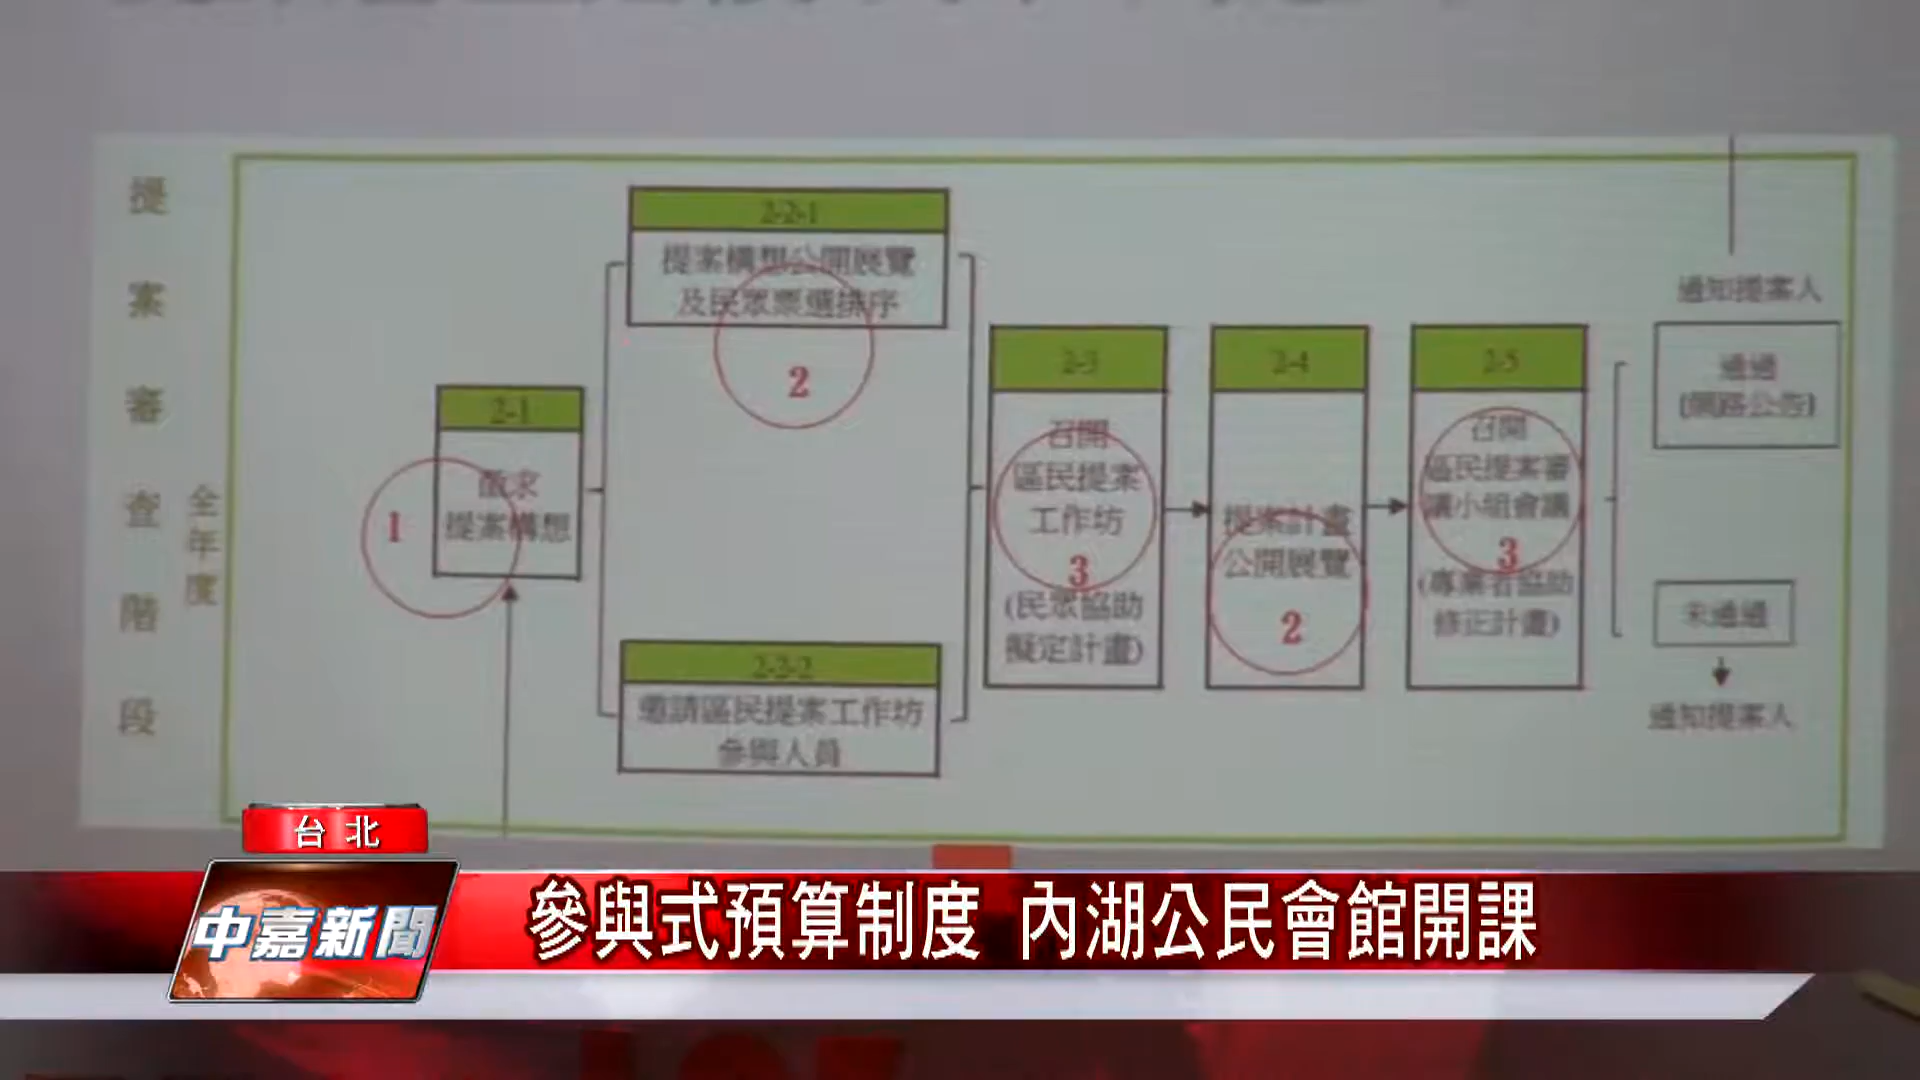 提案審查階段
全年度
2-1
徵求
提案構想
1
2-2-1
提案構想公開展覽
及民眾票選排序
2
2-2-2
邀請區民提案工作坊
參與人員
2-3
召開
區民提案
工作坊
3
(民眾協助
擬定計畫)
2-4
提案計畫
公開展覽
2
2-5
召開
區民提案審
議小組會議
3
(專業者協助
修正計畫)
通知提案人
通過
(網路公告)
未通過
通知提案人
台北
中嘉新聞
參與式預算制度 內湖公民會館開課